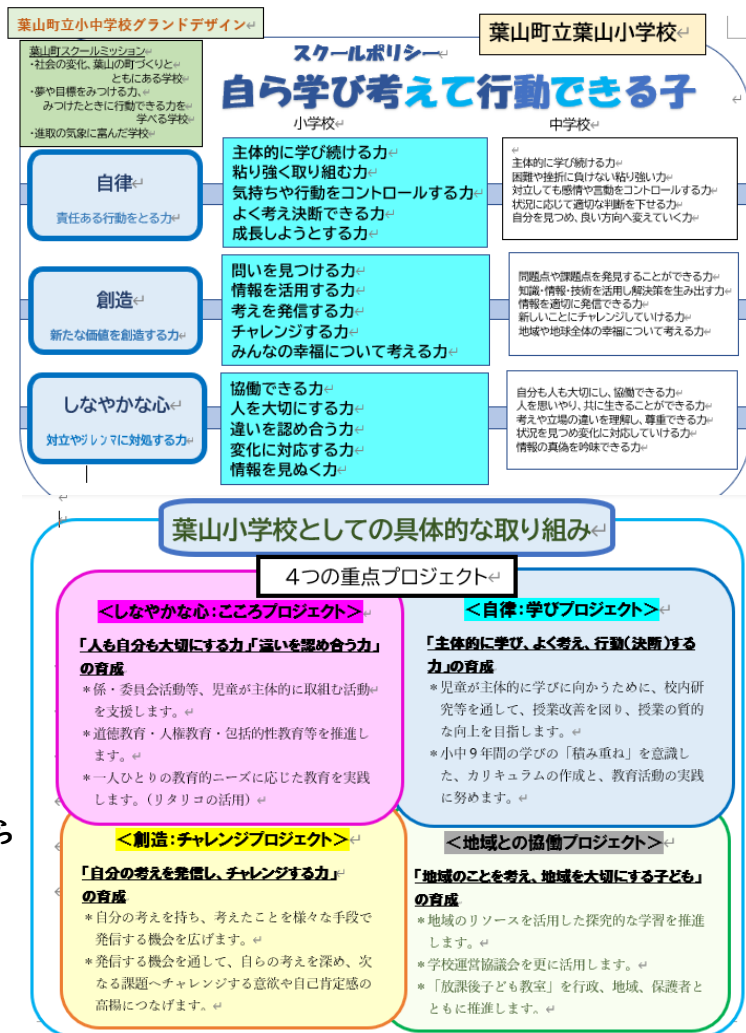 葉山町立小中学校グランドデザイン
葉山町立葉山小学校
葉山町スクールミッション
・社会の変化、葉山の町づくりと
ともにある学校
・夢や目標をみつける力、
みつけたときに行動できる力を
学べる学校
・進取の気象に富んだ学校
スクールポリシー
自ら学び考えて行動できる子
小学校
中学校
自律
責任ある行動をとる力
主体的に学び続ける力
粘り強く取り組む力
気持ちや行動をコントロールする力
よく考え決断できる力
成長しようとする力
主体的に学び続ける力
困難や挫折に負けない粘り強い力
対立しても感情や言動をコントロールする力
状況に応じて適切な判断を下せる力
自分を見つめ、良い方向へ変えていく力
創造
新たな価値を創造する力
問いを見つける力
情報を活用する力
考えを発信する力
チャレンジする力
みんなの幸福について考える力
問題点や課題点を発見することができる力
知識・情報・技術を活用し解決策を生み出す力
情報を適切に発信できる力
新しいことにチャレンジしていける力
地域や地球全体の幸福について考える力
しなやかな心
対立やジレンマに対処する力
協働できる力
人を大切にする力
違いを認め合う力
変化に対応する力
情報を見ぬく力
自分も人も大切にし、協働できる力
人を思いやり、共に生きることができる力
考えや立場の違いを理解し、尊重できる力
状況を見つめ変化に対応していける力
情報の真偽を吟味できる力
葉山小学校としての具体的な取り組み
4つの重点プロジェクト
＜しなやかな心：こころプロジェクト＞
「人も自分も大切にする力」「違いを認め合う力」
の育成
＊係・委員会活動等、児童が主体的に取組む活動
を支援します。
＊道徳教育・人権教育・包括的性教育等を推進し
ます。
＊一人ひとりの教育的ニーズに応じた教育を実践
します。（リタリコの活用）
＜自律：学びプロジェクト＞
「主体的に学び、よく考え、行動（決断）する
力」の育成
＊児童が主体的に学びに向かうために、校内研
究等を通して、授業改善を図り、授業の質的
な向上を目指します。
＊小中９年間の学びの「積み重ね」を意識し
た、カリキュラムの作成と、教育活動の実践
に努めます。
ら
＜創造：チャレンジプロジェクト＞
「自分の考えを発信し、チャレンジする力」
の育成
＊自分の考えを持ち、考えたことを様々な手段で
発信する機会を広げます。
＊発信する機会を通して、自らの考えを深め、次
なる課題へチャレンジする意欲や自己肯定感の
高揚につなげます。
＜地域との協働プロジェクト＞
「地域のことを考え、地域を大切にする子ども」
の育成
＊地域のリソースを活用した探究的な学習を推進
します。
＊学校運営協議会を更に活用します。
＊「放課後子ども教室」を行政、地域、保護者と
ともに推進します。